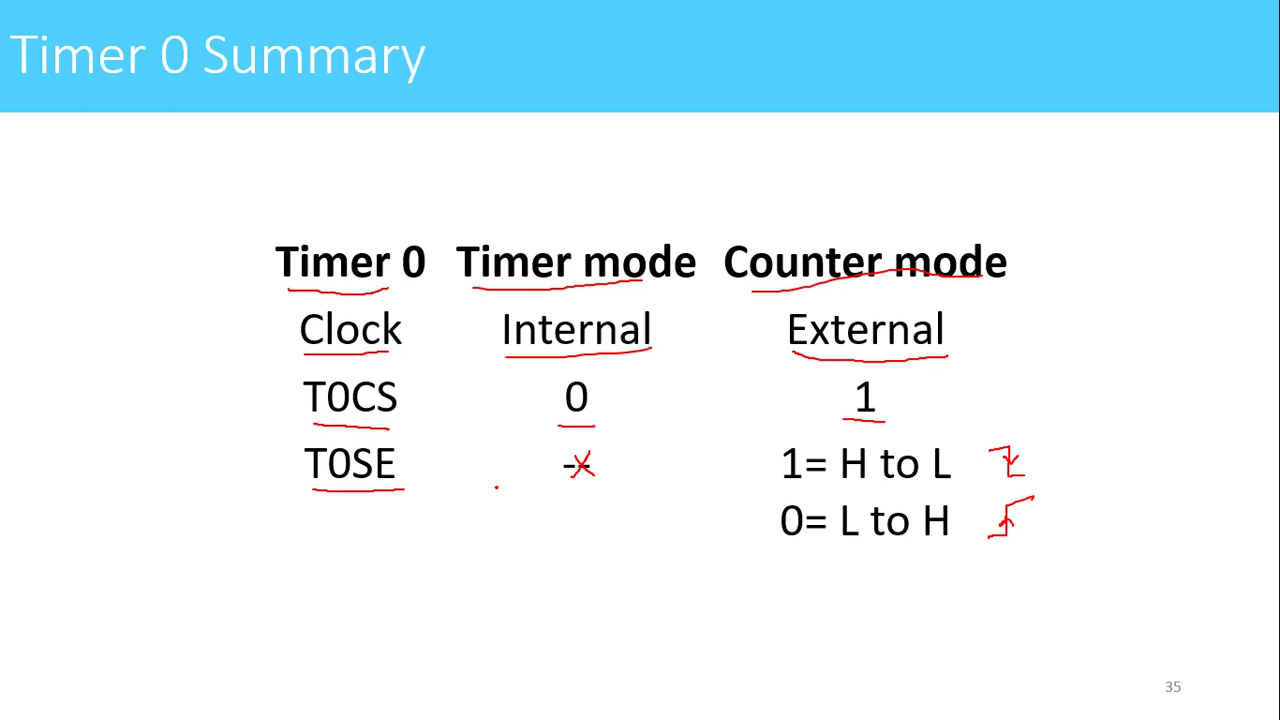 Timer 0 Summary
Timer 0 Timer mode Counter mode
Clock Internal External
T0CS 0 1
T0SE -- 1= H to L
0= L to H
35